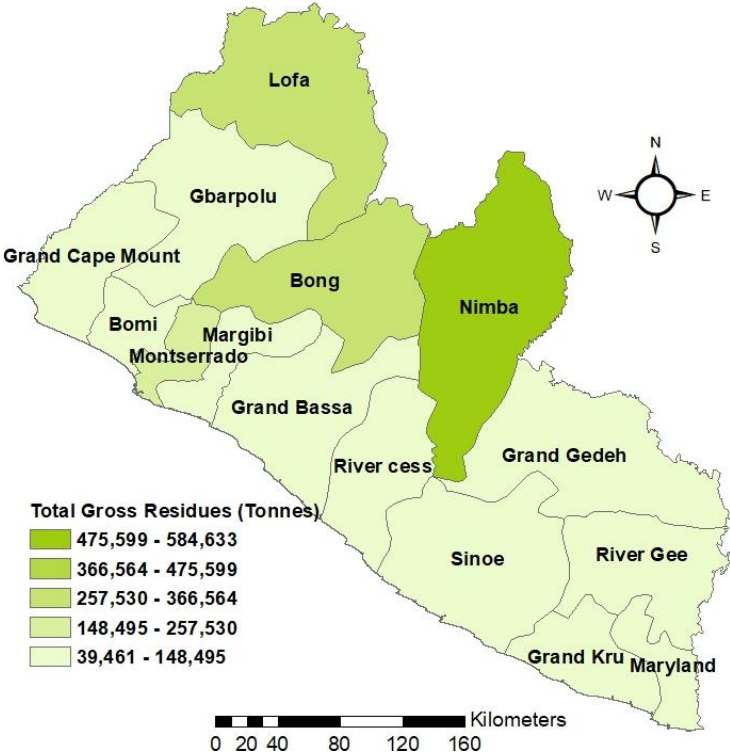 Lofa
N
W E
S
Gbarpolu
Grand Cape Mount
Bong
Nimba
Bomi
Margibi
Montserrado
Grand Bassa
River cess
Grand Gedeh
Total Gross Residues (Tonnes)
475,599 - 584,633
366,564 - 475,599
257,530 - 366,564
148,495 - 257,530
39,461 - 148,495
Sinoe
River Gee
Grand Kru
Maryland
Kilometers
0 20 40 80 120 160